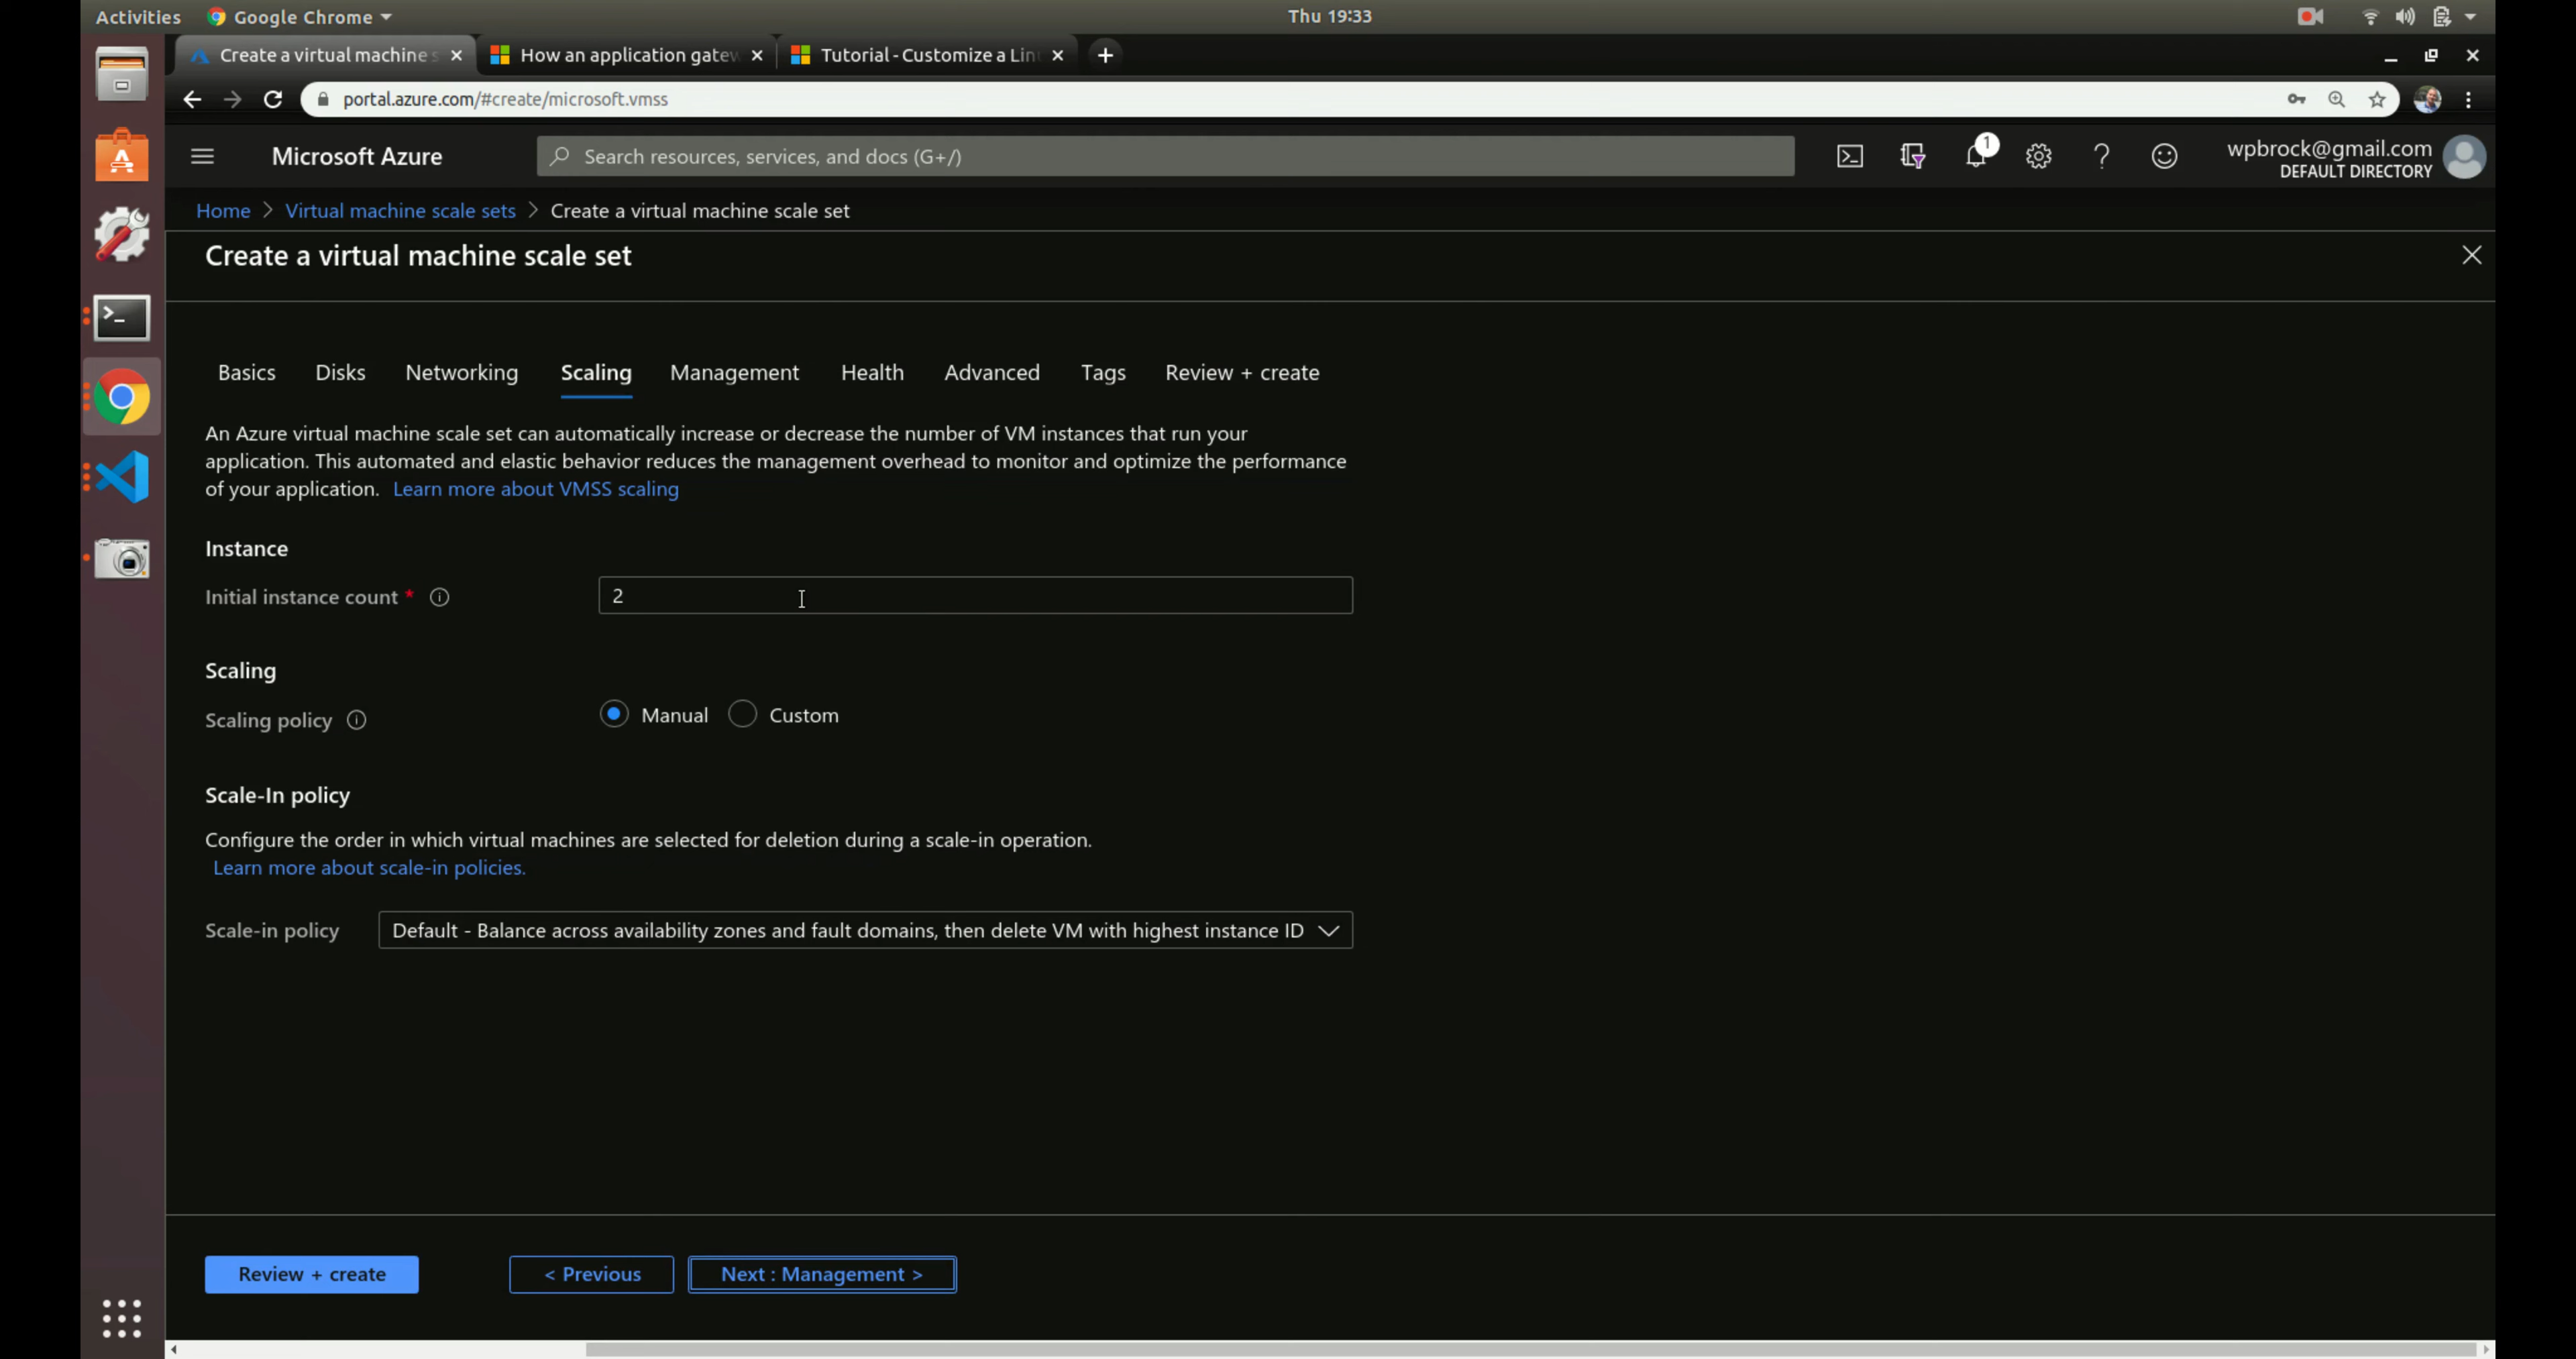 Activities Google Chrome Thu 19:33
Create a virtual machine s How an application gatew Tutorial - Customize a Lin
portal.azure.com/#create/microsoft.vmss
Microsoft Azure Search resources, services, and docs (G+/) 1 wpbrock@gmail.com
DEFAULT DIRECTORY
Home > Virtual machine scale sets > Create a virtual machine scale set
Create a virtual machine scale set
Basics Disks Networking Scaling Management Health Advanced Tags Review + create
An Azure virtual machine scale set can automatically increase or decrease the number of VM instances that run your
application. This automated and elastic behavior reduces the management overhead to monitor and optimize the performance
of your application. Learn more about VMSS scaling
Instance
Initial instance count * 2
Scaling
Scaling policy Manual Custom
Scale-In policy
Configure the order in which virtual machines are selected for deletion during a scale-in operation.
Learn more about scale-in policies.
Scale-in policy Default - Balance across availability zones and fault domains, then delete VM with highest instance ID
Review + create < Previous Next : Management >